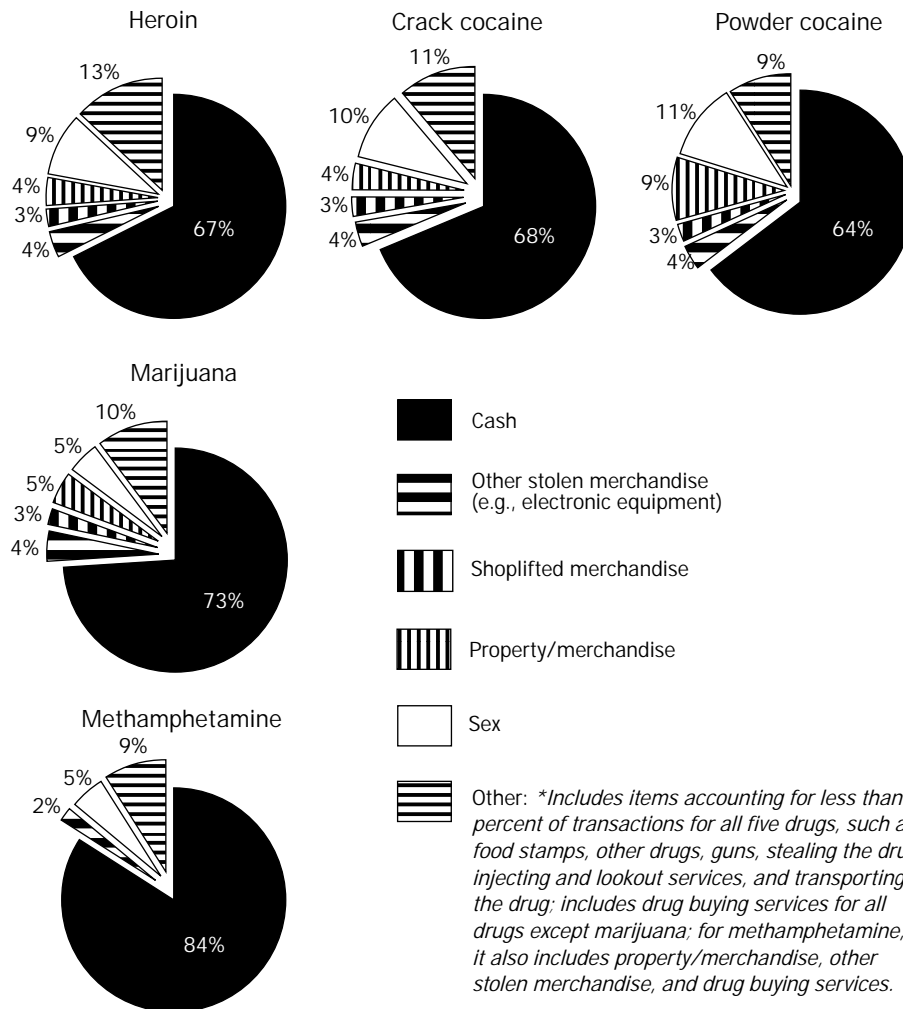 Heroin
13%
9%
4%
3%
4%
67%
Crack cocaine
11%
10%
4%
3%
4%
68%
Powder cocaine
9%
11%
9%
3%
4%
64%
Marijuana
10%
5%
5%
3%
4%
73%
Methamphetamine
9%
5%
2%
84%
Cash
Other stolen merchandise
(e.g., electronic equipment)
Shoplifted merchandise
Property/merchandise
Sex
Other: *Includes items accounting for less than
percent of transactions for all five drugs, such
food stamps, other drugs, guns, stealing the
injecting and lookout services, and transporting
the drug; includes drug buying services for all
drugs except marijuana; for methamphetamine,
it also includes property/merchandise, other
stolen merchandise, and drug buying services.